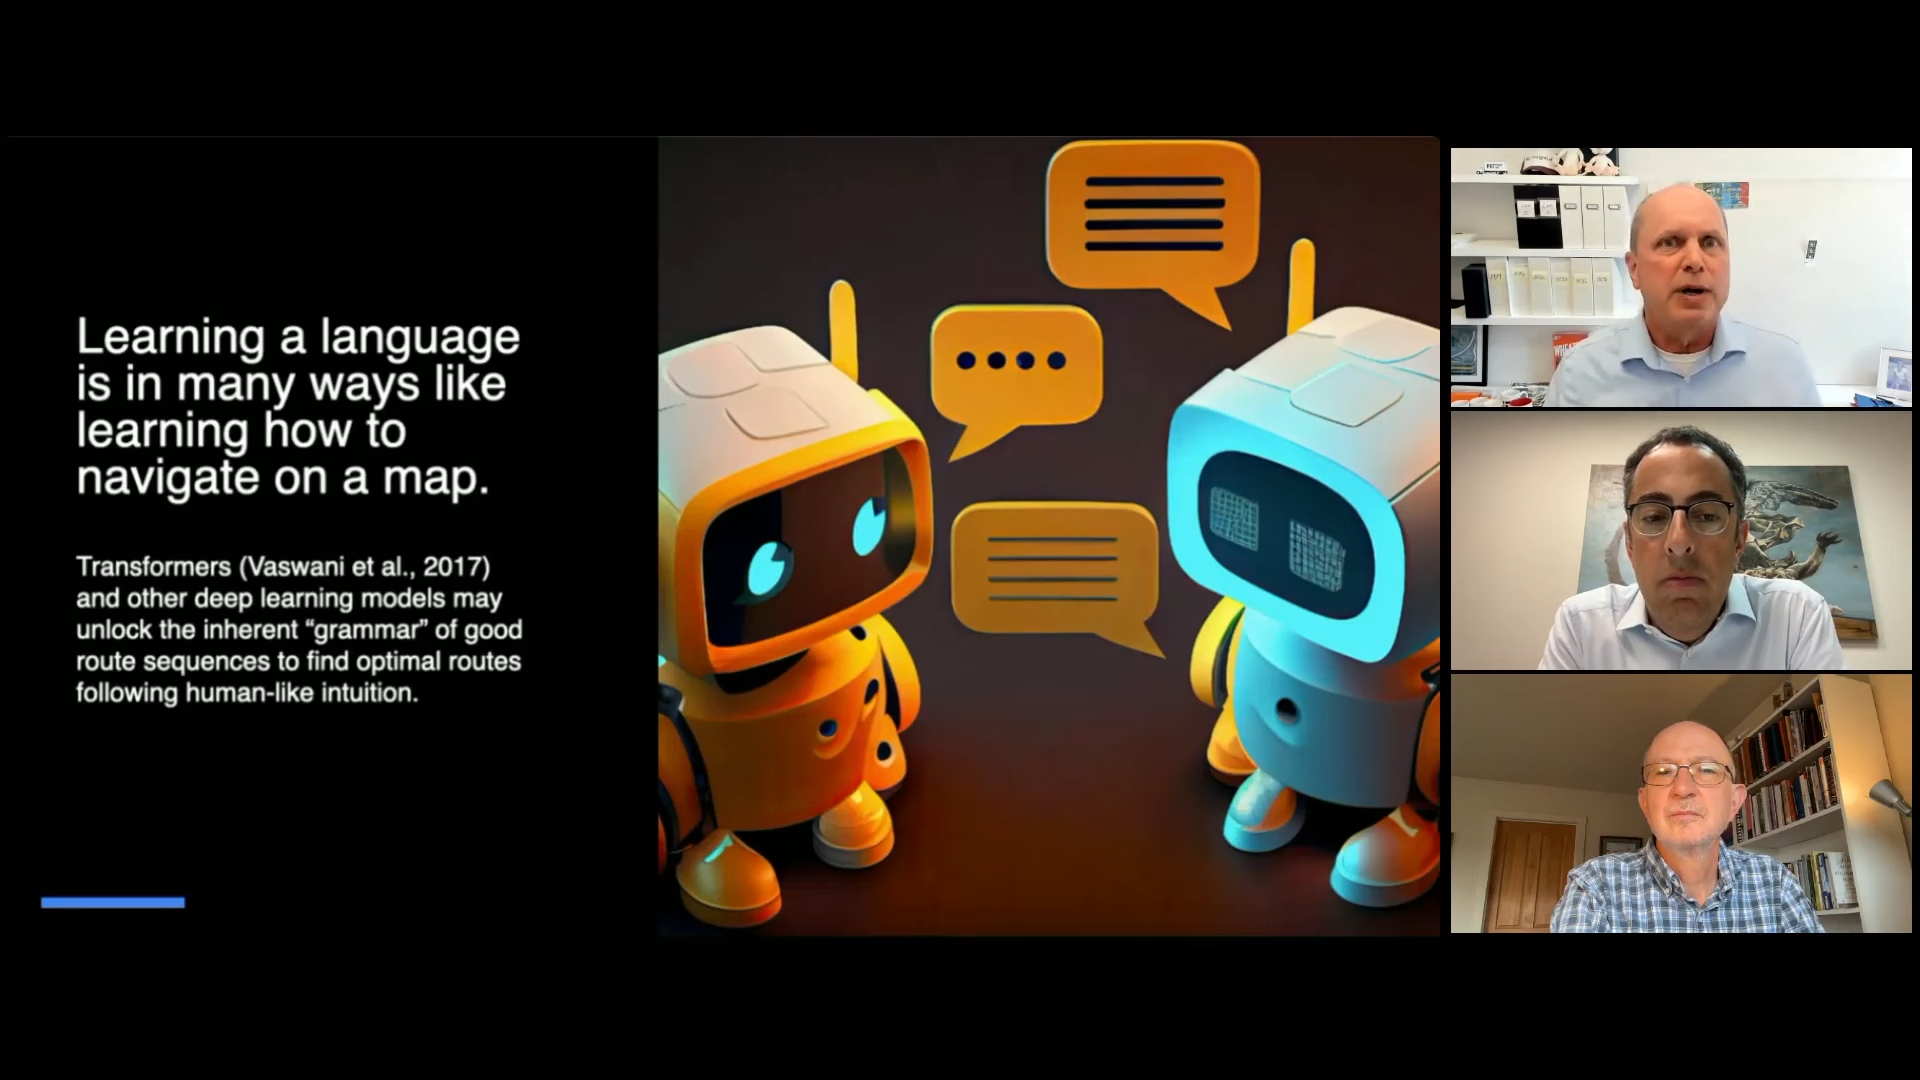 Learning a language
is in many ways like
learning how to
navigate on a map.
Transformers (Vaswani et al., 2017)
and other deep learning models may
unlock the inherent “grammar” of good
route sequences to find optimal routes
following human-like intuition.